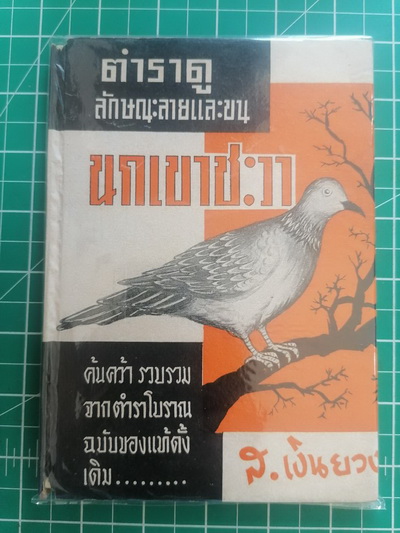 ตำราดู
ลักษณะลายและขน
นกเขาชะวา
ค้นคว้า รวบรวม
จากตำราโบราณ
ฉบับของแท้ดั้ง
เดิม.........
ส. เงินยวง